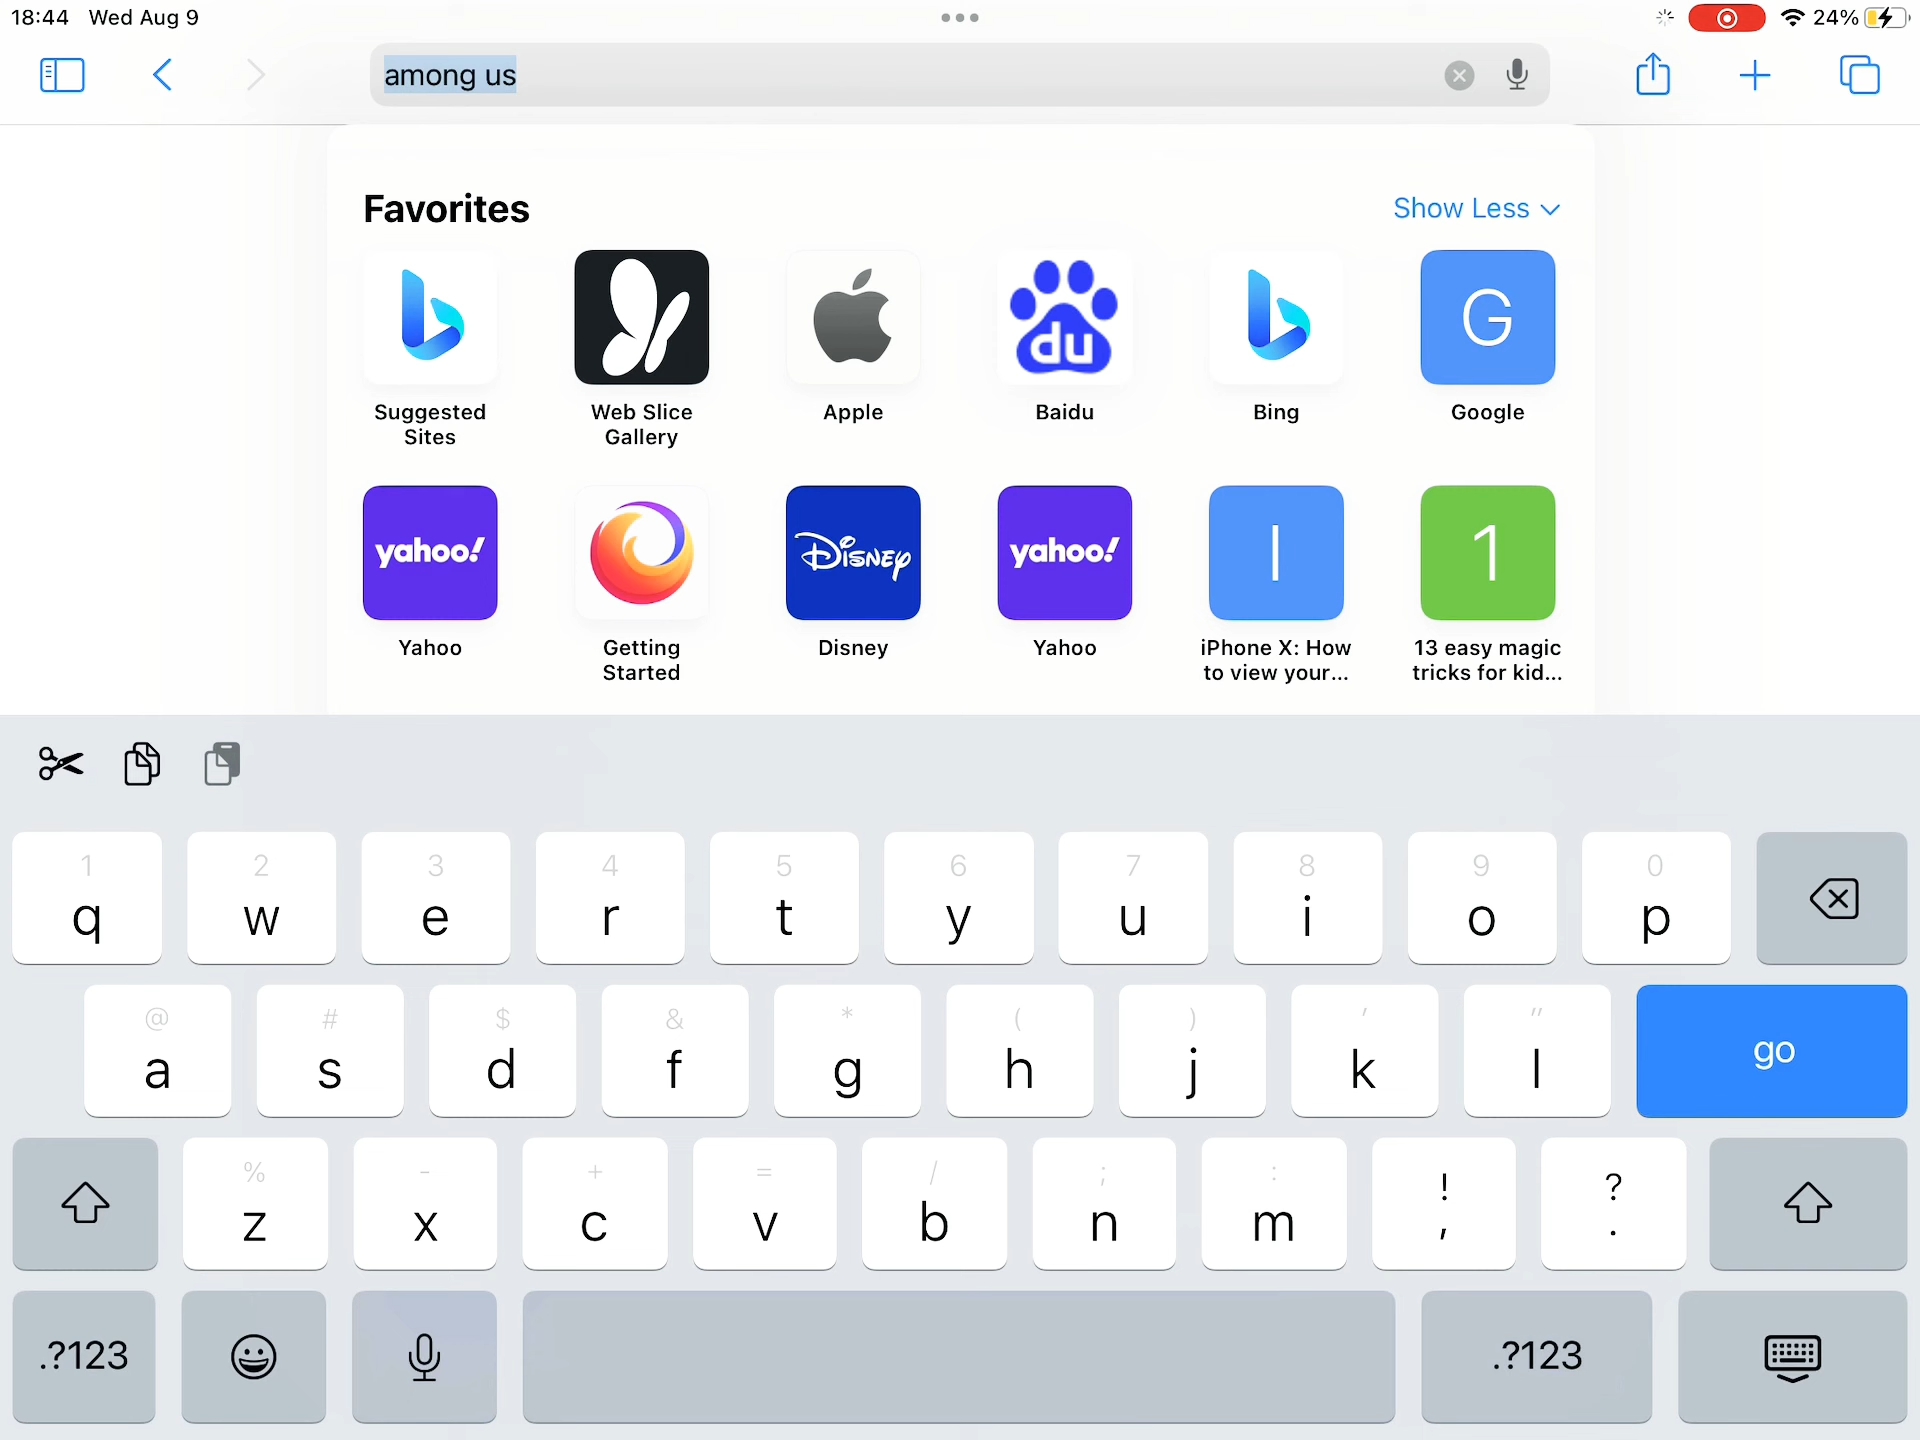 18:44 Wed Aug 9
24%
among us
Favorites
Show Less
du
G
Suggested
Sites
Web Slice
Gallery
Apple
Baidu
Bing
Google
yahoo!
Disney
yahoo!
I
1
Yahoo
Getting
Started
Disney
Yahoo
iPhone X: How
to view your...
13 easy magic
tricks for kid...
1 2 3 4 5 6 7 8 9 0
q w e r t y u i o p
@ # $ & * ( ) ' "
a s d f g h j k l
go
% - + = / ; : ! ?
z x c v b n m , .
.?123
.?123